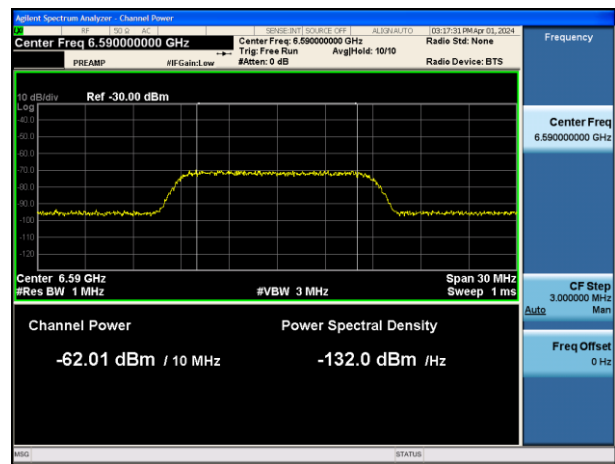 Agilent Spectrum Analyzer - Channel Power
RF 50 Ω AC SENSE:INT SOURCE OFF ALIGN AUTO 03:17:31 PM Apr 01, 2024
Center Freq 6.590000000 GHz Center Freq: 6.590000000 GHz Radio Std: None
Trig: Free Run Avg|Hold: 10/10
PREAMP #IFGain:Low #Atten: 0 dB Radio Device: BTS
Frequency
10 dB/div Ref -30.00 dBm
Log
-40.0
-50.0
-60.0
-70.0
-80.0
-90.0
-100
-110
-120
Center 6.59 GHz Span 30 MHz
#Res BW 1 MHz #VBW 3 MHz Sweep 1 ms
Channel Power Power Spectral Density
-62.01 dBm / 10 MHz -132.0 dBm /Hz
Center Freq
6.590000000 GHz
CF Step
3.000000 MHz
Auto Man
Freq Offset
0 Hz
MSG STATUS